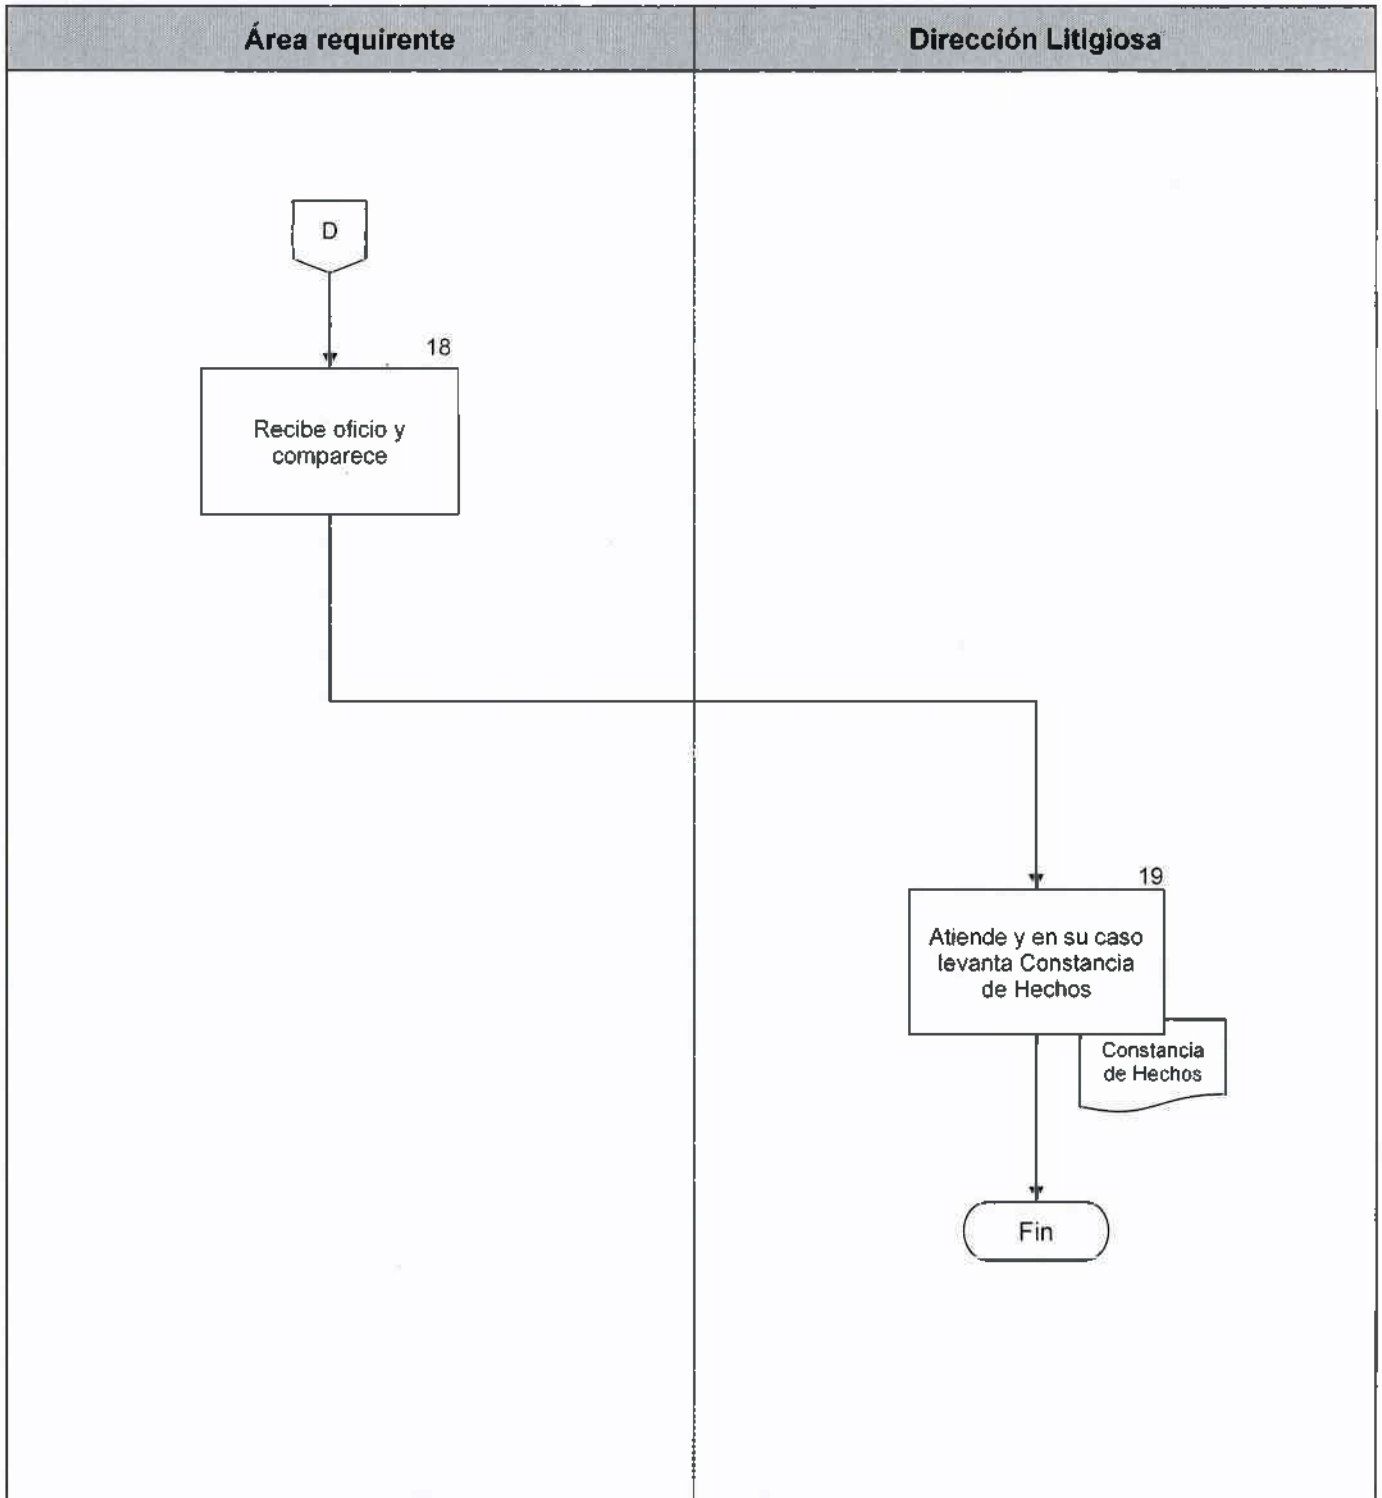 Área requirente
Dirección Litigiosa
D
18
Recibe oficio y
comparece
19
Atiende y en su caso
levanta Constancia
de Hechos
Constancia
de Hechos
Fin